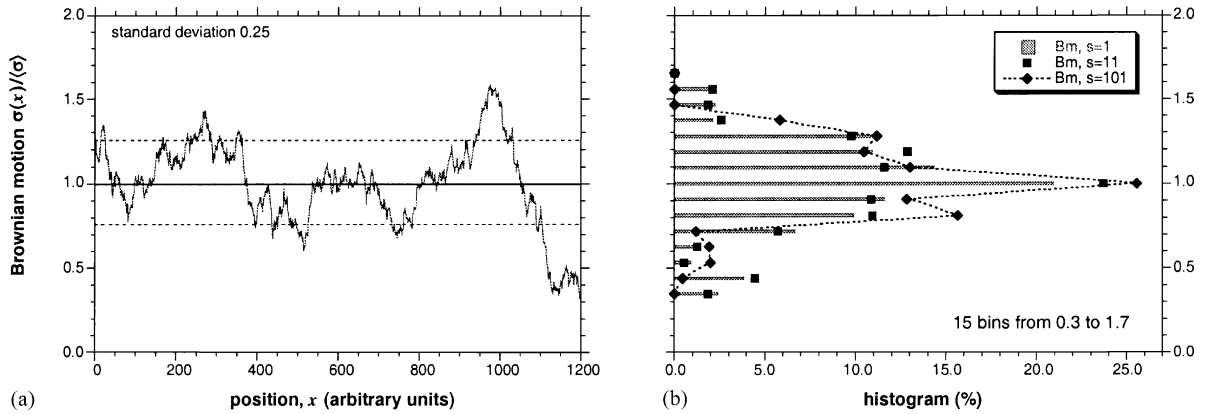 2.0
1.5
1.0
0.5
0.0
Brownian motion σ(x)/⟨σ⟩
standard deviation 0.25
0
200
400
600
800
1000
1200
(a)
position, x (arbitrary units)
Bm, s=1
Bm, s=11
Bm, s=101
15 bins from 0.3 to 1.7
2.0
1.5
1.0
0.5
0.0
0.0
5.0
10.0
15.0
20.0
25.0
(b)
histogram (%)